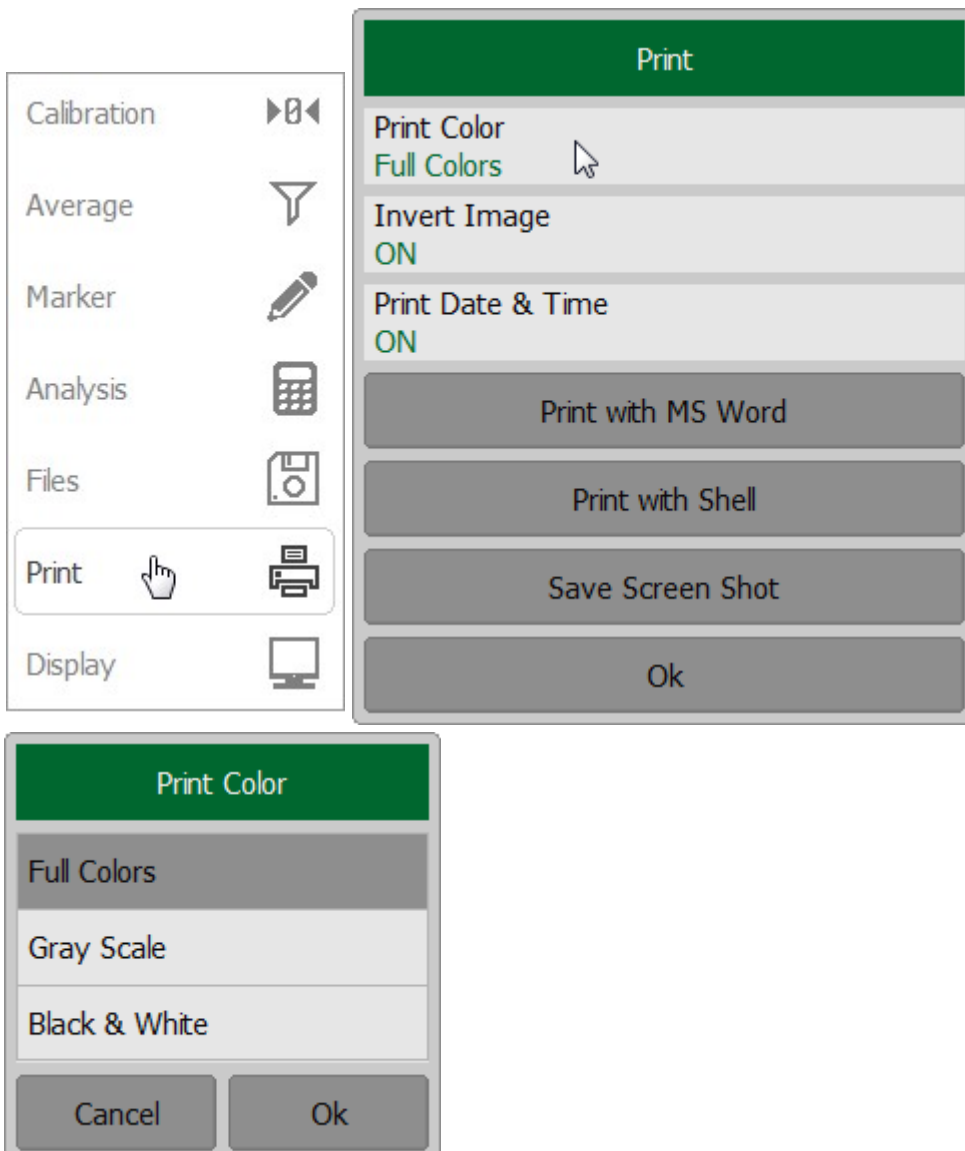 Calibration
Average
Marker
Analysis
Files
Print
Display
Print
Print Color
Full Colors
Invert Image
ON
Print Date & Time
ON
Print with MS Word
Print with Shell
Save Screen Shot
Ok
Print Color
Full Colors
Gray Scale
Black & White
Cancel
Ok